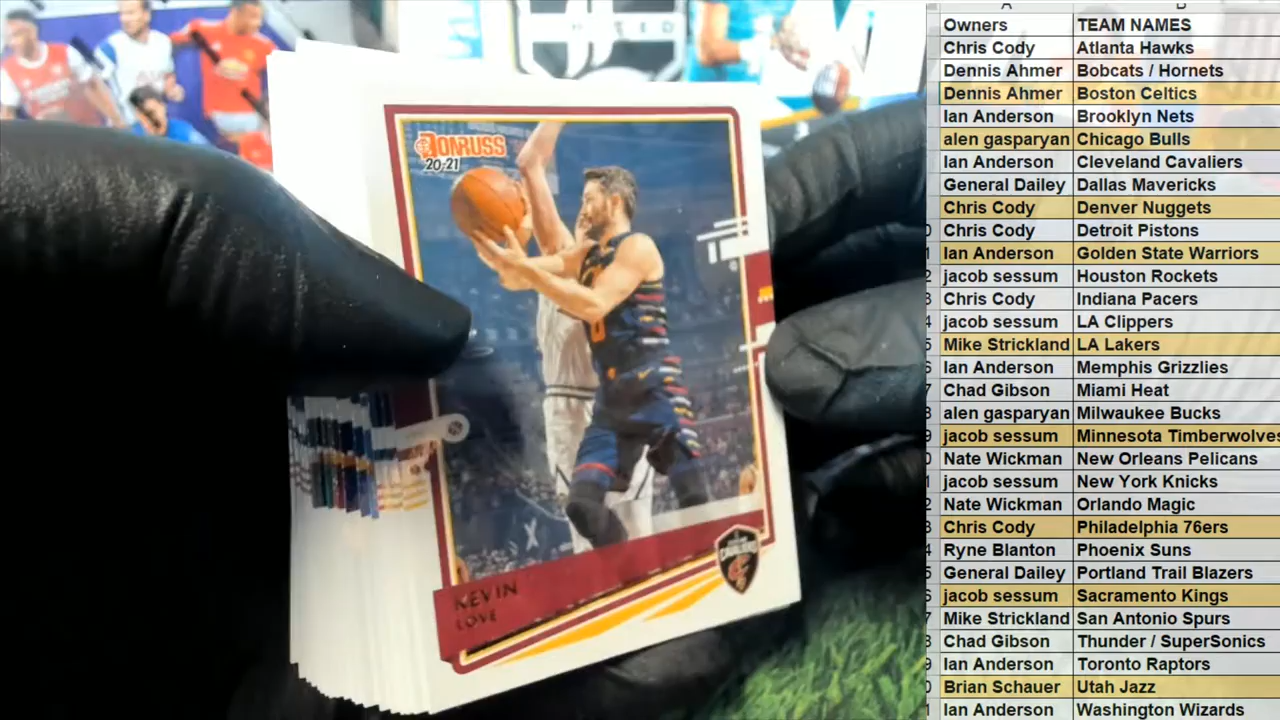 DONRUSS
20-21
CAVALIERS
KEVIN
LOVE
A B
Owners TEAM NAMES
Chris Cody Atlanta Hawks
Dennis Ahmer Bobcats / Hornets
Dennis Ahmer Boston Celtics
Ian Anderson Brooklyn Nets
alen gasparyan Chicago Bulls
Ian Anderson Cleveland Cavaliers
General Dailey Dallas Mavericks
Chris Cody Denver Nuggets
Chris Cody Detroit Pistons
Ian Anderson Golden State Warriors
jacob sessum Houston Rockets
Chris Cody Indiana Pacers
jacob sessum LA Clippers
Mike Strickland LA Lakers
Ian Anderson Memphis Grizzlies
Chad Gibson Miami Heat
alen gasparyan Milwaukee Bucks
jacob sessum Minnesota Timberwolves
Nate Wickman New Orleans Pelicans
jacob sessum New York Knicks
Nate Wickman Orlando Magic
Chris Cody Philadelphia 76ers
Ryne Blanton Phoenix Suns
General Dailey Portland Trail Blazers
jacob sessum Sacramento Kings
Mike Strickland San Antonio Spurs
Chad Gibson Thunder / SuperSonics
Ian Anderson Toronto Raptors
Brian Schauer Utah Jazz
Ian Anderson Washington Wizards